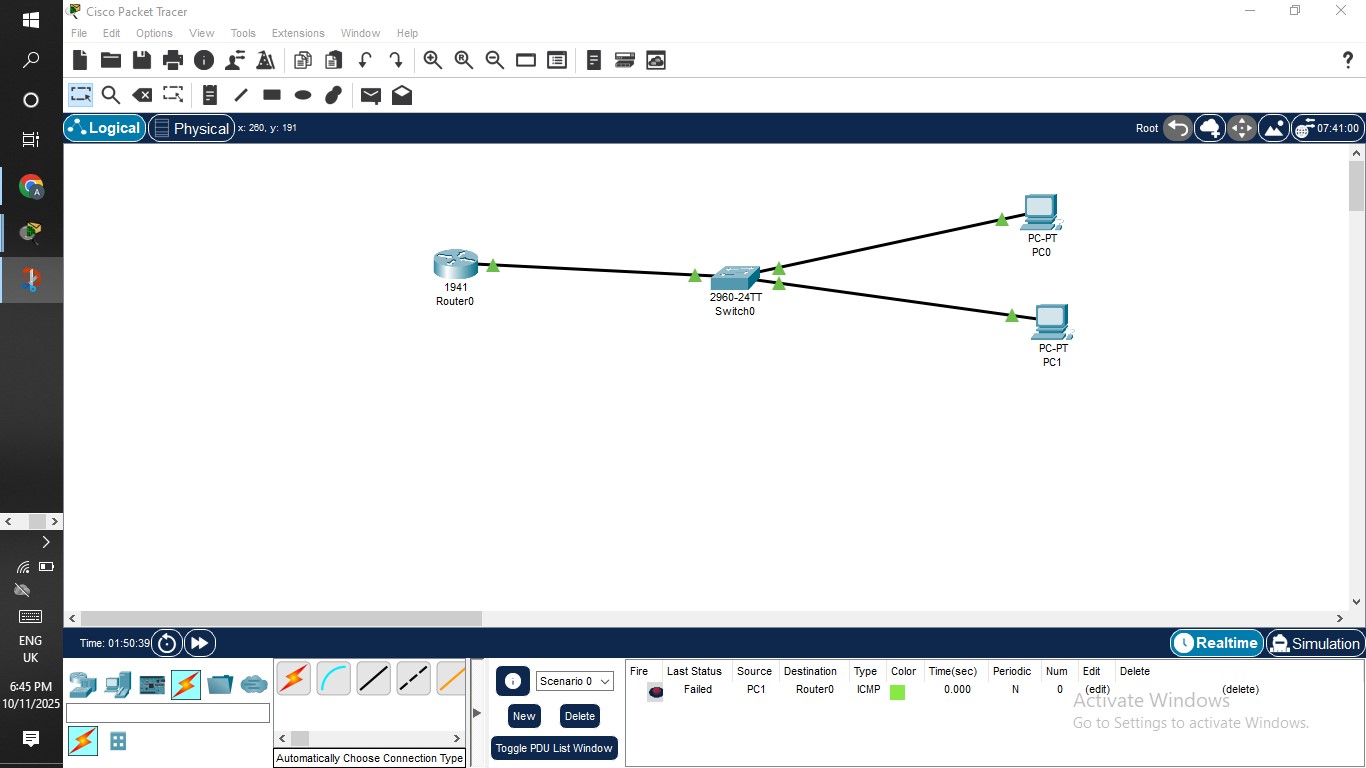 Cisco Packet Tracer
File Edit Options View Tools Extensions Window Help
?
Logical Physical x: 260, y: 191 Root 07:41:00
PC-PT
PC0
1941
Router0
2960-24TT
Switch0
PC-PT
PC1
ENG
UK
6:45 PM
10/11/2025
Time: 01:50:39 Realtime Simulation
Automatically Choose Connection Type
Scenario 0
New Delete
Toggle PDU List Window
Fire Last Status Source Destination Type Color Time(sec) Periodic Num Edit Delete
Failed PC1 Router0 ICMP 0.000 N 0 (edit) (delete)
Activate Windows
Go to Settings to activate Windows.